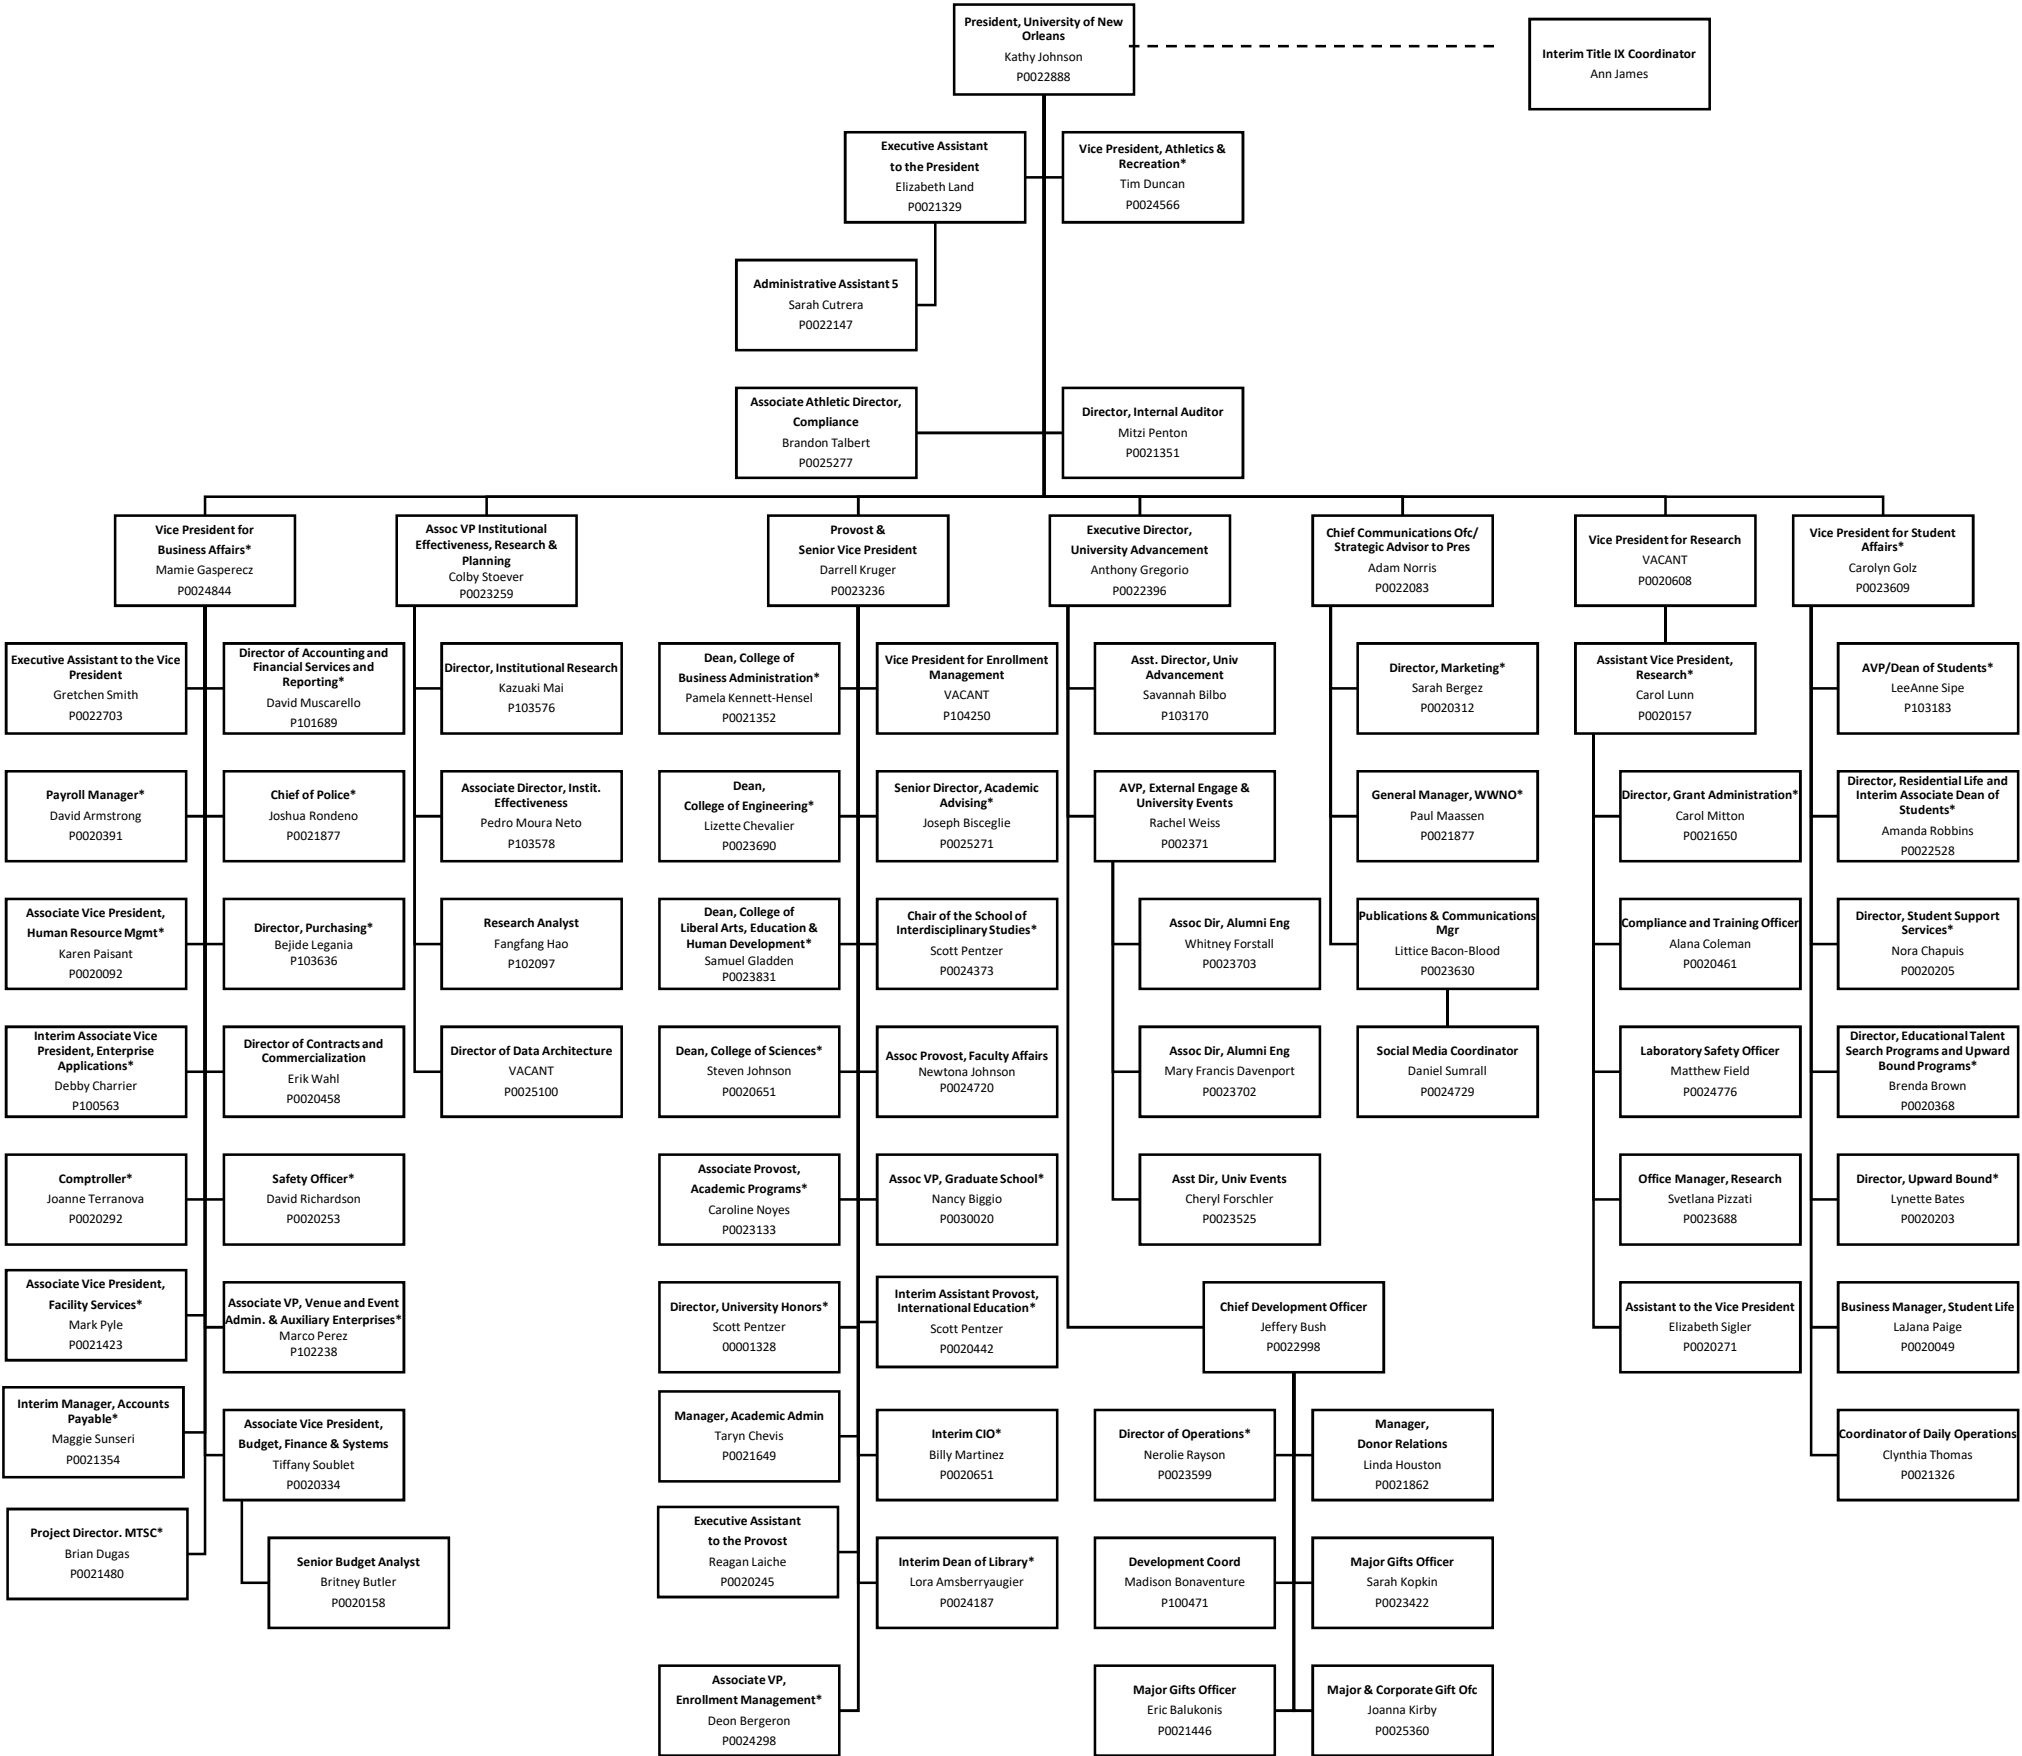 President, University of New
Orleans
Kathy Johnson
P0022888
Interim Title IX Coordinator
Ann James
Executive Assistant
to the President
Elizabeth Land
P0021329
Vice President, Athletics &
Recreation*
Tim Duncan
P0024566
Administrative Assistant 5
Sarah Cutrera
P0022147
Associate Athletic Director,
Compliance
Brandon Talbert
P0025277
Director, Internal Auditor
Mitzi Penton
P0021351
Vice President for
Business Affairs*
Mamie Gasperecz
P0024844
Assoc VP Institutional
Effectiveness, Research &
Planning
Colby Stoever
P0023259
Provost &
Senior Vice President
Darrell Kruger
P0023236
Executive Director,
University Advancement
Anthony Gregorio
P0022396
Chief Communications Ofc/
Strategic Advisor to Pres
Adam Norris
P0022083
Vice President for Research
VACANT
P0020608
Vice President for Student
Affairs*
Carolyn Golz
P0023609
Executive Assistant to the Vice
President
Gretchen Smith
P0022703
Director of Accounting and
Financial Services and
Reporting*
David Muscarello
P101689
Director, Institutional Research
Kazuaki Mai
P103576
Dean, College of
Business Administration*
Pamela Kennett-Hensel
P0021352
Vice President for Enrollment
Management
VACANT
P104250
Asst. Director, Univ
Advancement
Savannah Bilbo
P103170
Director, Marketing*
Sarah Bergez
P0020312
Assistant Vice President,
Research*
Carol Lunn
P0020157
AVP/Dean of Students*
LeeAnne Sipe
P103183
Payroll Manager*
David Armstrong
P0020391
Chief of Police*
Joshua Rondeno
P0021877
Associate Director, Instit.
Effectiveness
Pedro Moura Neto
P103578
Dean,
College of Engineering*
Lizette Chevalier
P0023690
Senior Director, Academic
Advising*
Joseph Bisceglie
P0025271
AVP, External Engage &
University Events
Rachel Weiss
P002371
General Manager, WWNO*
Paul Maassen
P0021877
Director, Grant Administration*
Carol Mitton
P0021650
Director, Residential Life and
Interim Associate Dean of
Students*
Amanda Robbins
P0022528
Associate Vice President,
Human Resource Mgmt*
Karen Paisant
P0020092
Director, Purchasing*
Bejide Legania
P103636
Research Analyst
Fangfang Hao
P102097
Dean, College of
Liberal Arts, Education &
Human Development*
Samuel Gladden
P0023831
Chair of the School of
Interdisciplinary Studies*
Scott Pentzer
P0024373
Assoc Dir, Alumni Eng
Whitney Forstall
P0023703
Publications & Communications
Mgr
Littice Bacon-Blood
P0023630
Compliance and Training Officer
Alana Coleman
P0020461
Director, Student Support
Services*
Nora Chapuis
P0020205
Interim Associate Vice
President, Enterprise
Applications*
Debby Charrier
P100563
Director of Contracts and
Commercialization
Erik Wahl
P0020458
Director of Data Architecture
VACANT
P0025100
Dean, College of Sciences*
Steven Johnson
P0020651
Assoc Provost, Faculty Affairs
Newtona Johnson
P0024720
Assoc Dir, Alumni Eng
Mary Francis Davenport
P0023702
Social Media Coordinator
Daniel Sumrall
P0024729
Laboratory Safety Officer
Matthew Field
P0024776
Director, Educational Talent
Search Programs and Upward
Bound Programs*
Brenda Brown
P0020368
Comptroller*
Joanne Terranova
P0020292
Safety Officer*
David Richardson
P0020253
Associate Provost,
Academic Programs*
Caroline Noyes
P0023133
Assoc VP, Graduate School*
Nancy Biggio
P0030020
Asst Dir, Univ Events
Cheryl Forschler
P0023525
Office Manager, Research
Svetlana Pizzati
P0023688
Director, Upward Bound*
Lynette Bates
P0020203
Associate Vice President,
Facility Services*
Mark Pyle
P0021423
Associate VP, Venue and Event
Admin. & Auxiliary Enterprises*
Marco Perez
P102238
Director, University Honors*
Scott Pentzer
00001328
Interim Assistant Provost,
International Education*
Scott Pentzer
P0020442
Chief Development Officer
Jeffery Bush
P0022998
Assistant to the Vice President
Elizabeth Sigler
P0020271
Business Manager, Student Life
LaJana Paige
P0020049
Interim Manager, Accounts
Payable*
Maggie Sunseri
P0021354
Associate Vice President,
Budget, Finance & Systems
Tiffany Soublet
P0020334
Manager, Academic Admin
Taryn Chevis
P0021649
Interim CIO*
Billy Martinez
P0020651
Director of Operations*
Nerolie Rayson
P0023599
Manager,
Donor Relations
Linda Houston
P0021862
Coordinator of Daily Operations
Clynthia Thomas
P0021326
Project Director. MTSC*
Brian Dugas
P0021480
Senior Budget Analyst
Britney Butler
P0020158
Executive Assistant
to the Provost
Reagan Laiche
P0020245
Interim Dean of Library*
Lora Amsberryaugier
P0024187
Development Coord
Madison Bonaventure
P100471
Major Gifts Officer
Sarah Kopkin
P0023422
Associate VP,
Enrollment Management*
Deon Bergeron
P0024298
Major Gifts Officer
Eric Balukonis
P0021446
Major & Corporate Gift Ofc
Joanna Kirby
P0025360